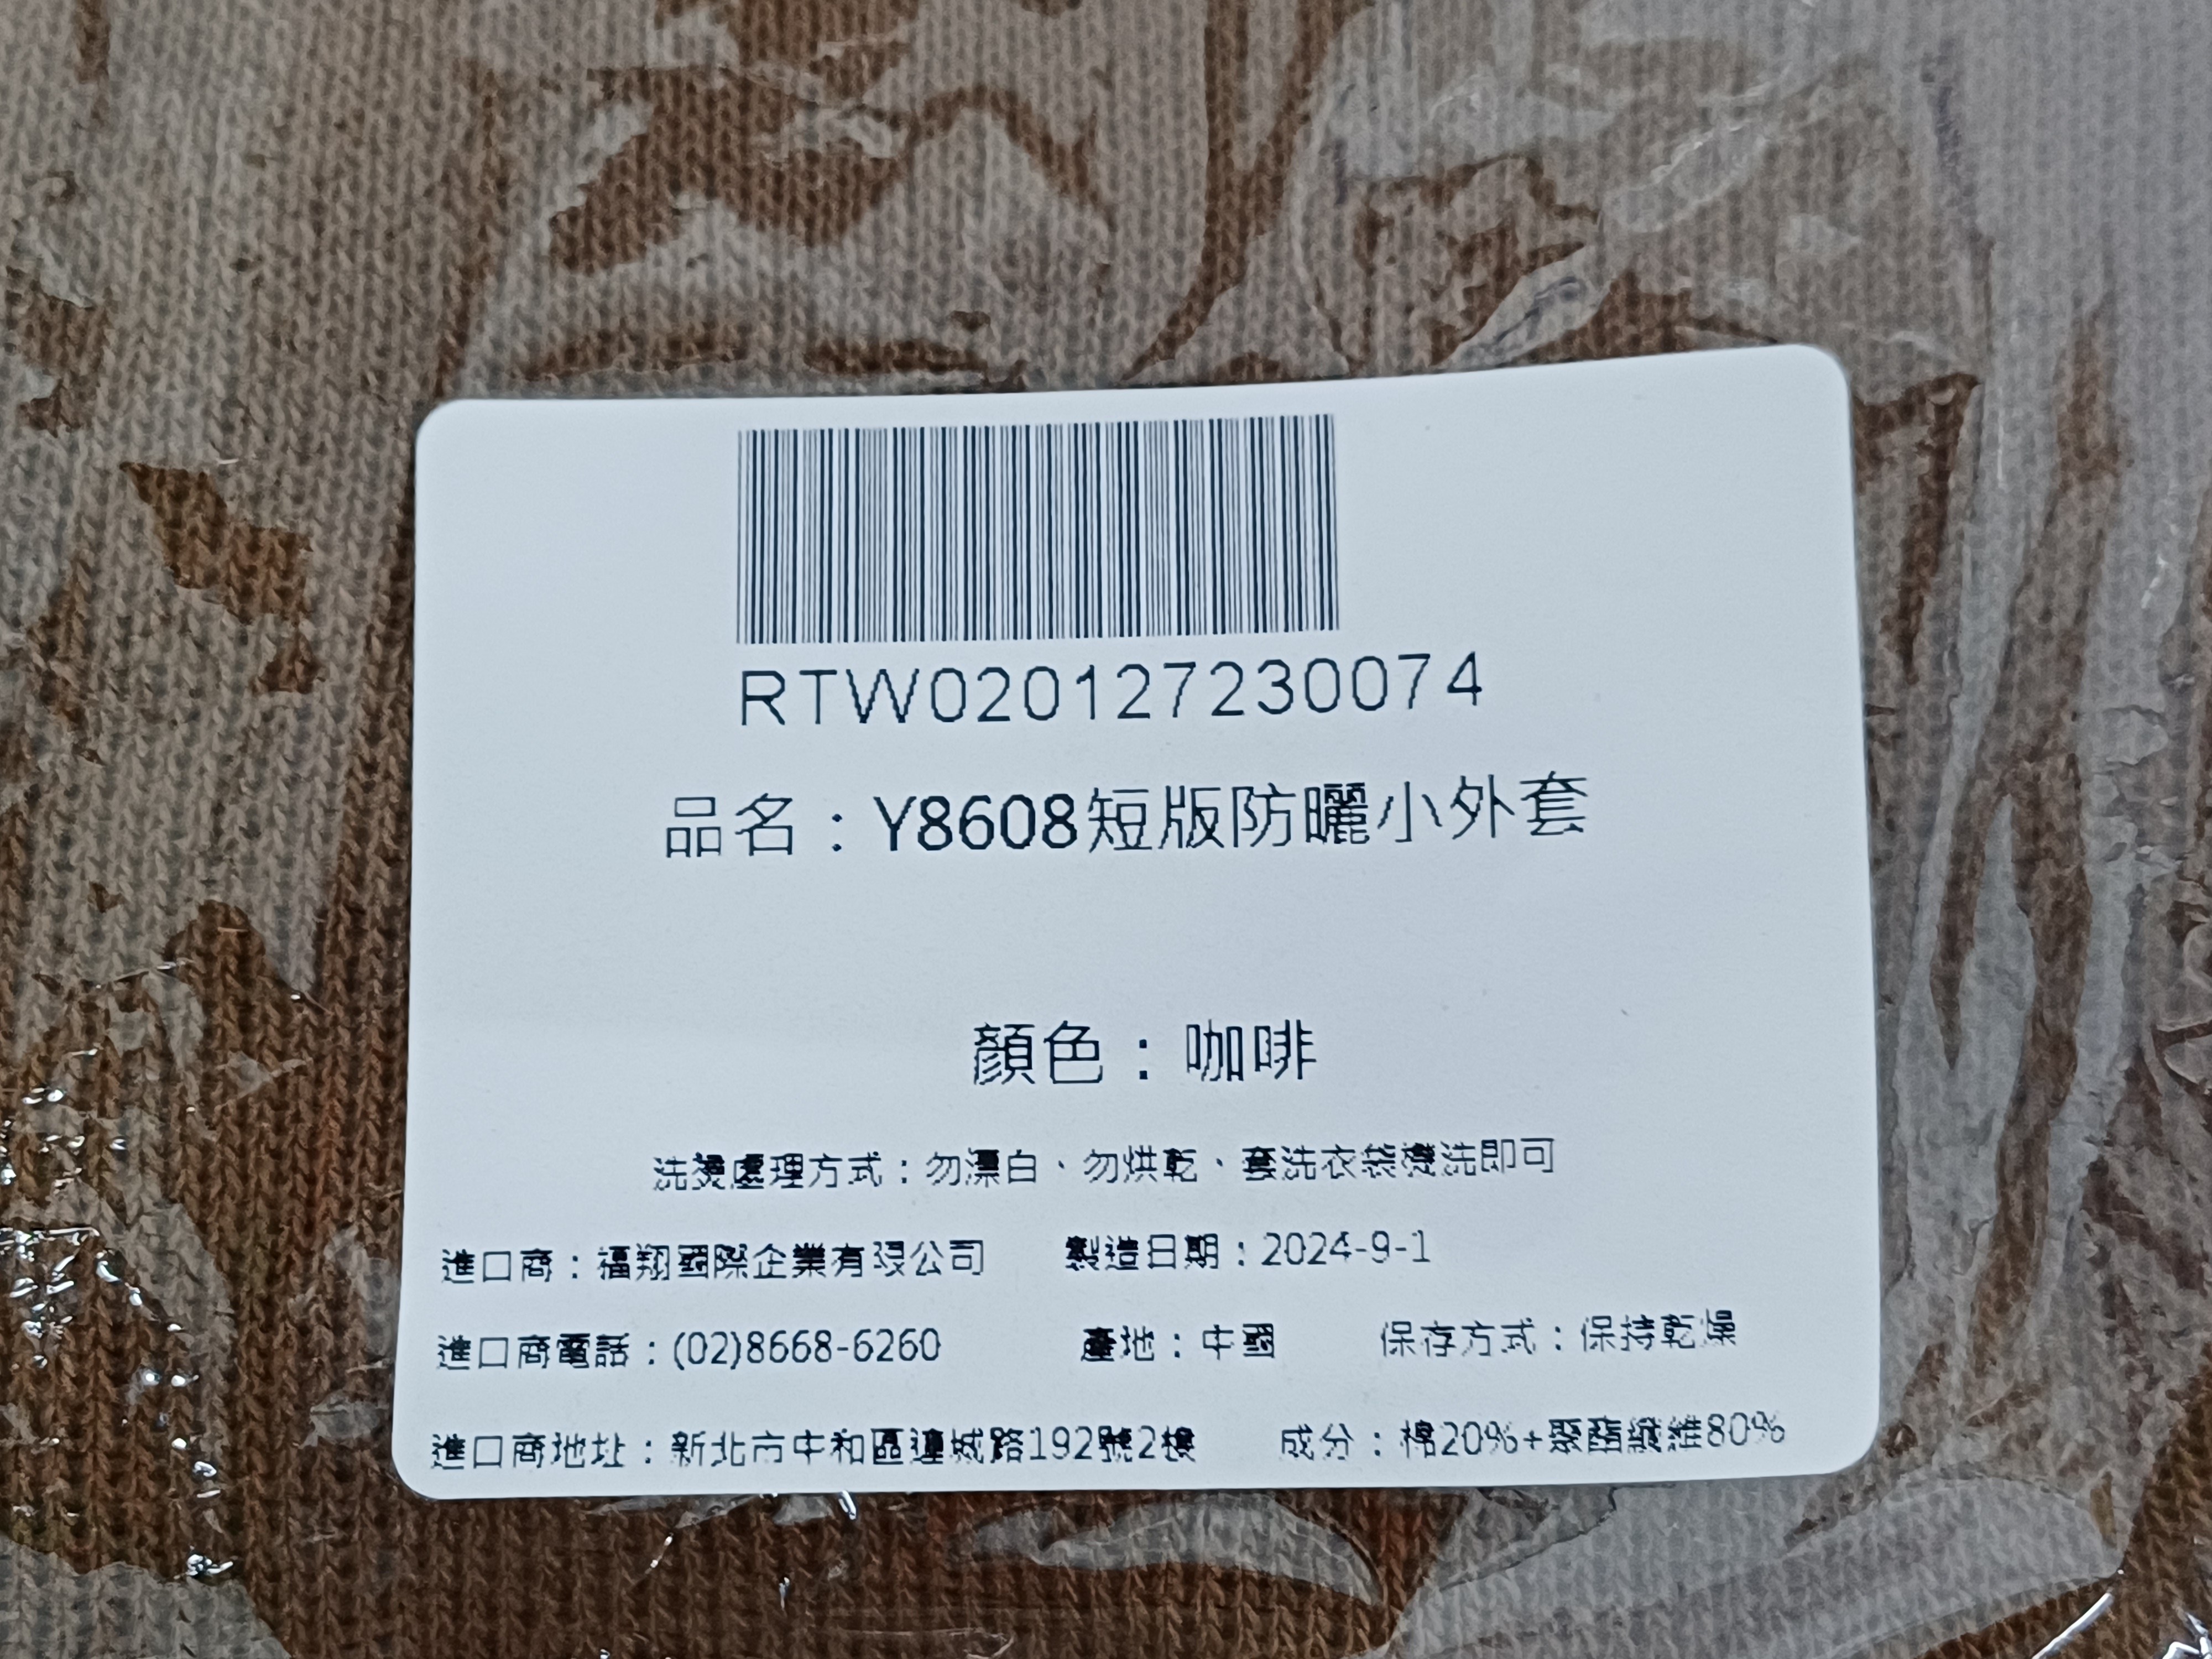 RTW020127230074
品名：Y8608短版防曬小外套
顏色：咖啡
洗燙處理方式：勿漂白、勿烘乾、套洗衣袋機洗即可
進口商：福翔國際企業有限公司 製造日期：2024-9-1
進口商電話：(02)8668-6260 產地：中國 保存方式：保持乾燥
進口商地址：新北市中和區連城路192號2樓 成分：棉20%+聚酯纖維80%